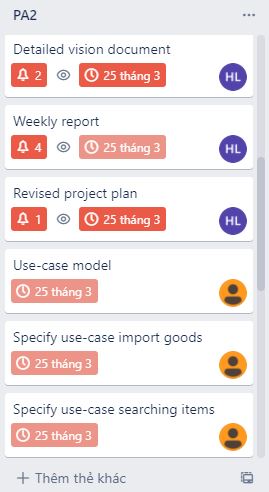 PA2
Detailed vision document
2 25 tháng 3
HL
Weekly report
4 25 tháng 3
HL
Revised project plan
1 25 tháng 3
HL
Use-case model
25 tháng 3
Specify use-case import goods
25 tháng 3
Specify use-case searching items
25 tháng 3
Thêm thẻ khác